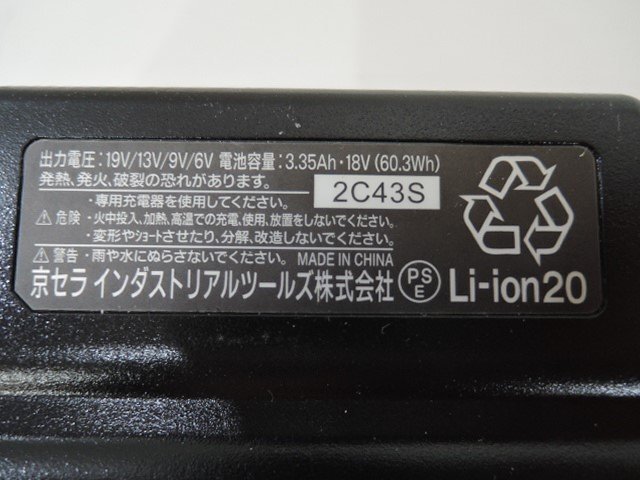 出力電圧:19V/13V/9V/6V 電池容量:3.35Ah・18V(60.3Wh)
発熱、発火、破裂の恐れがあります。
2C43S
・専用充電器を使用してください。
⚠危険・火中投入、加熱、高温での充電、使用、放置をしないでください。
・変形やショートさせたり、分解、改造しないでください。
⚠警告・雨や水にぬらさないでください。 MADE IN CHINA
京セラ インダストリアルツールズ株式会社 PSE Li-ion20